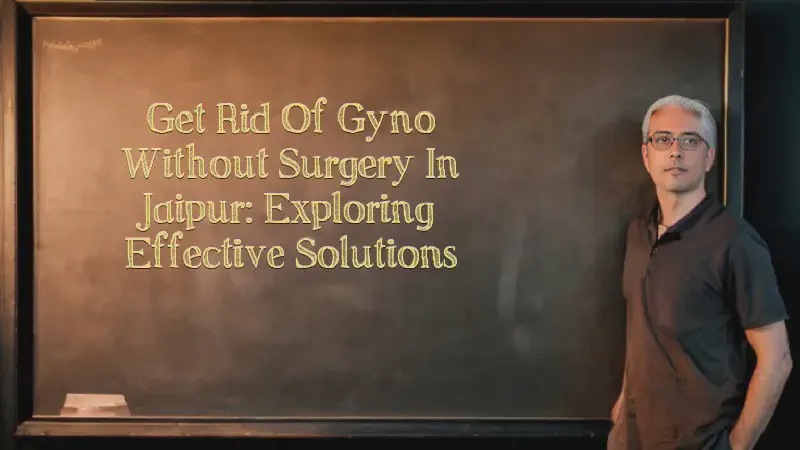 Get Rid Of Gyno
Without Surgery In
Jaipur: Exploring
Effective Solutions